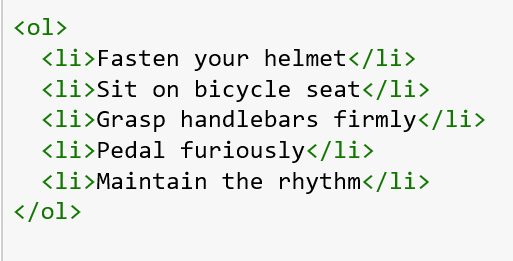 <ol>
<li>Fasten your helmet</li>
<li>Sit on bicycle seat</li>
<li>Grasp handlebars firmly</li>
<li>Pedal furiously</li>
<li>Maintain the rhythm</li>
</ol>